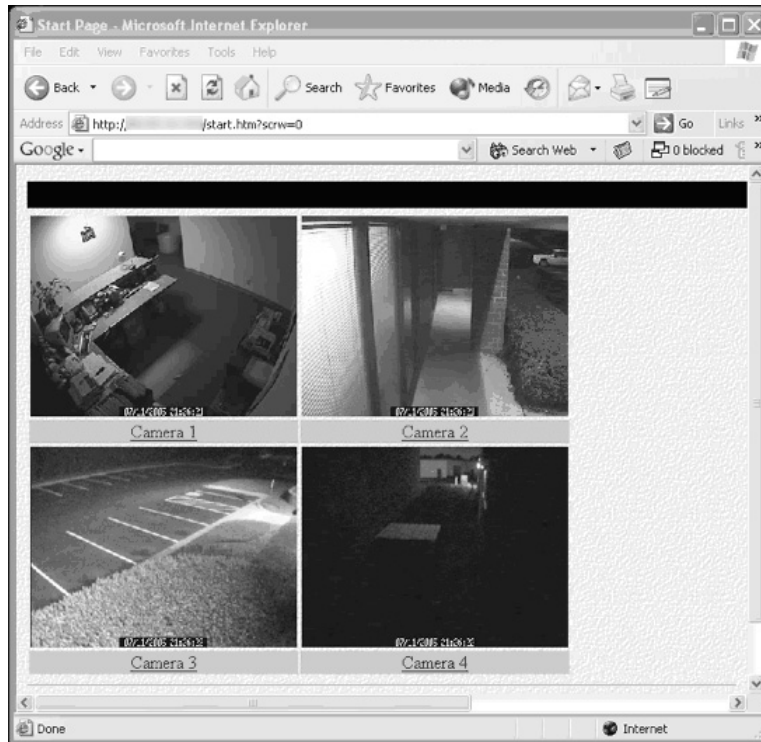 Start Page - Microsoft Internet Explorer
File Edit View Favorites Tools Help
Back Search Favorites Media
Address http:/ /start.htm?scrw=0 Go Links »
Google Search Web 0 blocked »
Camera 1 Camera 2
Camera 3 Camera 4
Done Internet